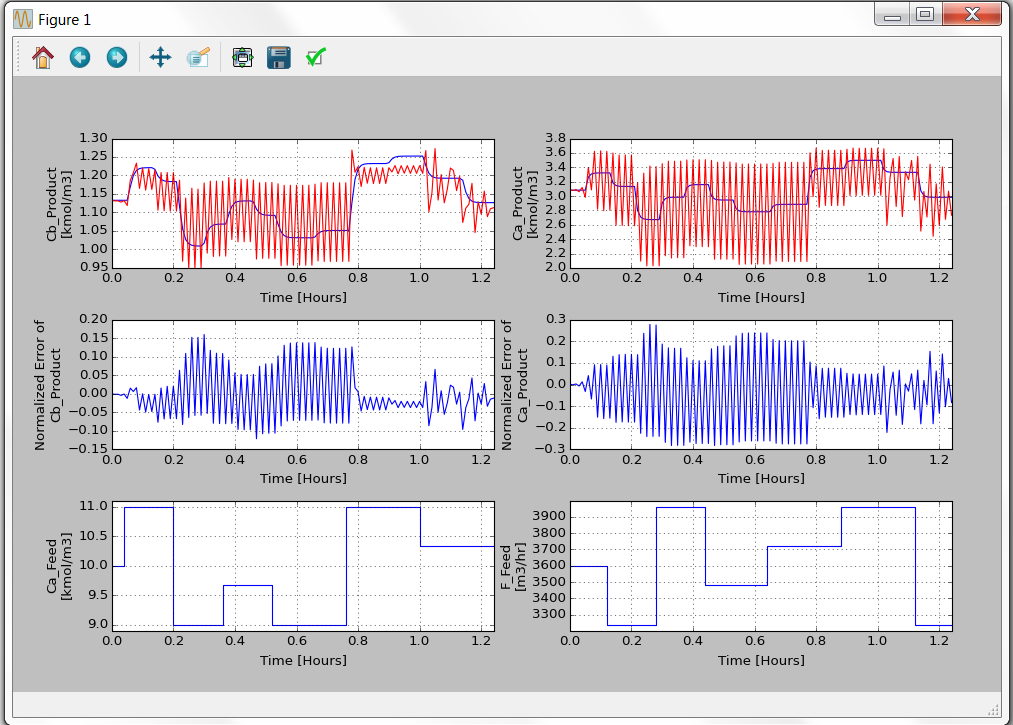 Figure 1
1.30
1.25
1.20
1.15
1.10
1.05
1.00
0.95
Cb_Product
[kmol/m3]
0.0 0.2 0.4 0.6 0.8 1.0 1.2
Time [Hours]
3.8
3.6
3.4
3.2
3.0
2.8
2.6
2.4
2.2
2.0
Ca_Product
[kmol/m3]
0.0 0.2 0.4 0.6 0.8 1.0 1.2
Time [Hours]
0.20
0.15
0.10
0.05
0.00
−0.05
−0.10
−0.15
Normalized Error of
Cb_Product
0.0 0.2 0.4 0.6 0.8 1.0 1.2
Time [Hours]
0.3
0.2
0.1
0.0
−0.1
−0.2
−0.3
Normalized Error of
Ca_Product
0.0 0.2 0.4 0.6 0.8 1.0 1.2
Time [Hours]
11.0
10.5
10.0
9.5
9.0
Ca_Feed
[kmol/m3]
0.0 0.2 0.4 0.6 0.8 1.0 1.2
Time [Hours]
3900
3800
3700
3600
3500
3400
3300
F_Feed
[m3/hr]
0.0 0.2 0.4 0.6 0.8 1.0 1.2
Time [Hours]